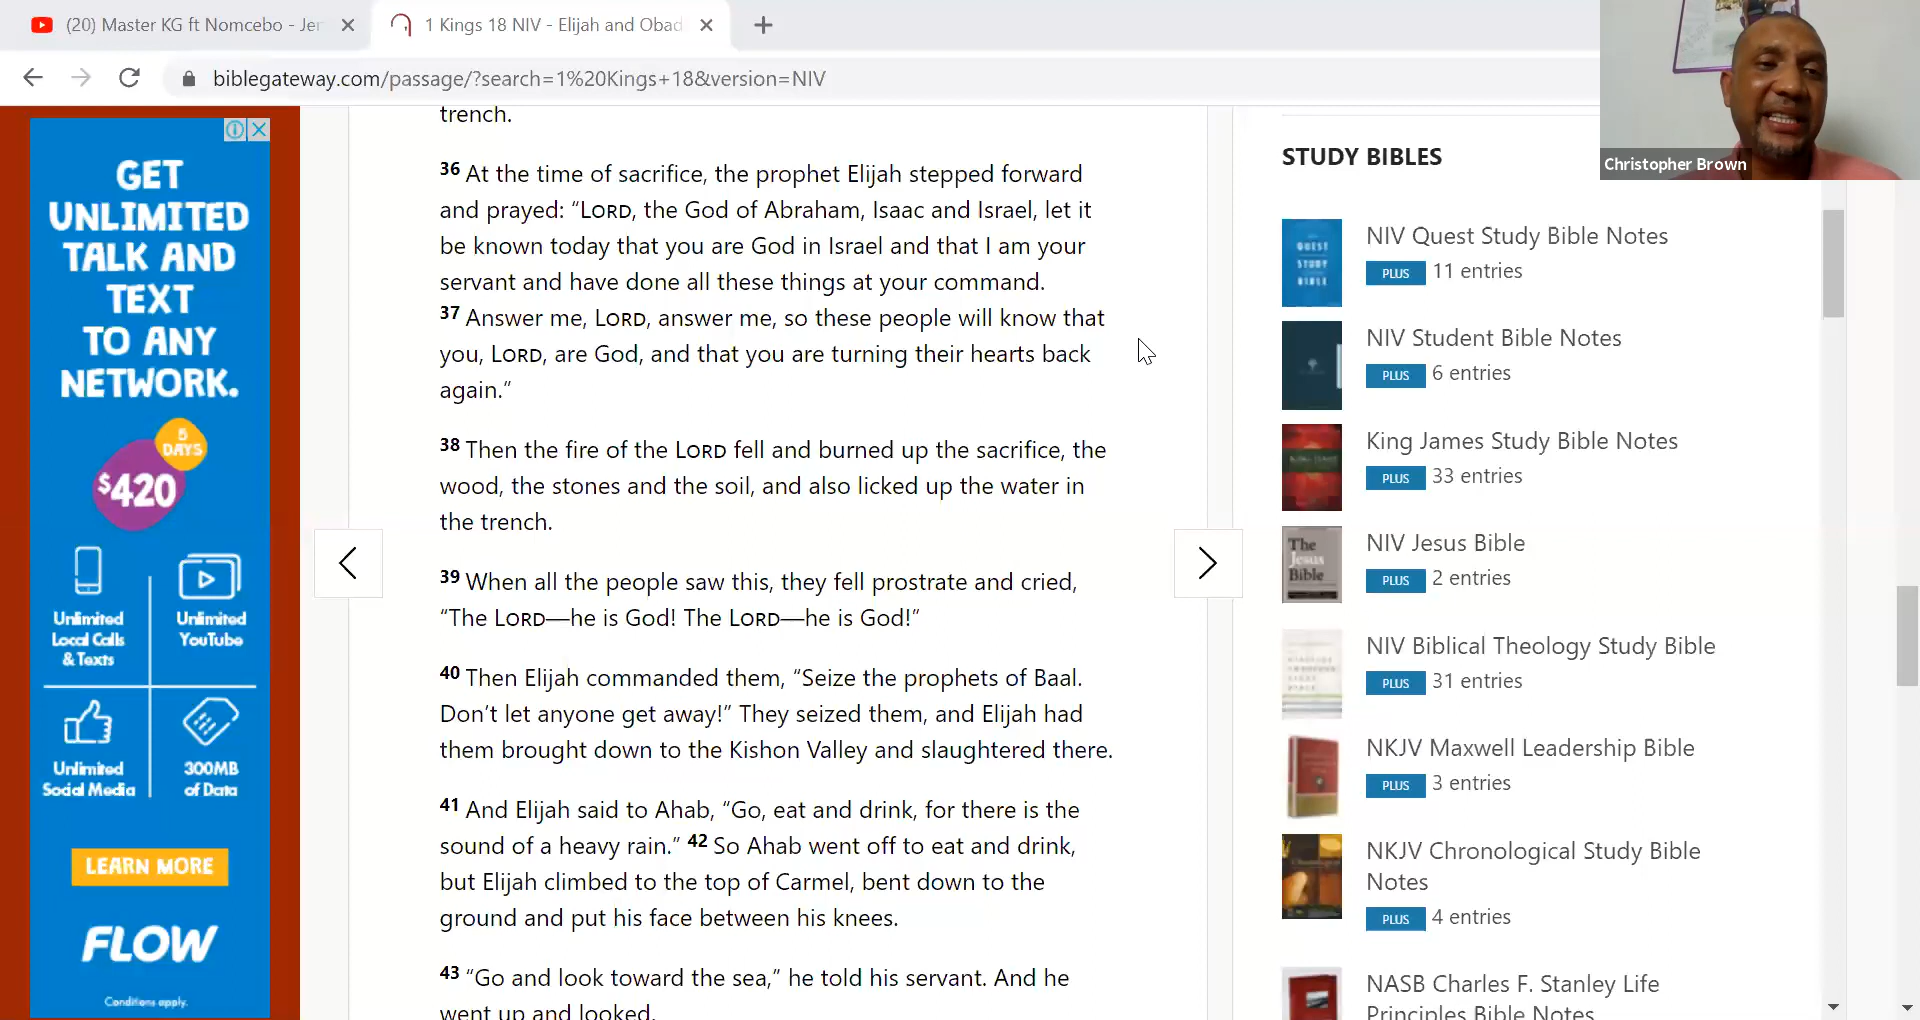 (20) Master KG ft Nomcebo - Jer
1 Kings 18 NIV - Elijah and Obad
biblegateway.com/passage/?search=1%20Kings+18&version=NIV
Christopher Brown
GET
UNLIMITED
TALK AND
TEXT
TO ANY
NETWORK.
5
DAYS
$420
Unlimited
Local Calls
& Texts
Unlimited
YouTube
Unlimited
Social Media
300MB
of Data
LEARN MORE
FLOW
Conditions apply.
trench.
36 At the time of sacrifice, the prophet Elijah stepped forward
and prayed: “LORD, the God of Abraham, Isaac and Israel, let it
be known today that you are God in Israel and that I am your
servant and have done all these things at your command.
37 Answer me, LORD, answer me, so these people will know that
you, LORD, are God, and that you are turning their hearts back
again.”
38 Then the fire of the LORD fell and burned up the sacrifice, the
wood, the stones and the soil, and also licked up the water in
the trench.
39 When all the people saw this, they fell prostrate and cried,
“The LORD—he is God! The LORD—he is God!”
40 Then Elijah commanded them, “Seize the prophets of Baal.
Don’t let anyone get away!” They seized them, and Elijah had
them brought down to the Kishon Valley and slaughtered there.
41 And Elijah said to Ahab, “Go, eat and drink, for there is the
sound of a heavy rain.” 42 So Ahab went off to eat and drink,
but Elijah climbed to the top of Carmel, bent down to the
ground and put his face between his knees.
43 “Go and look toward the sea,” he told his servant. And he
went up and looked.
STUDY BIBLES
QUEST
STUDY
BIBLE
NIV Quest Study Bible Notes
PLUS 11 entries
NIV Student Bible Notes
PLUS 6 entries
King James Study Bible Notes
PLUS 33 entries
The
Jesus
Bible
NIV Jesus Bible
PLUS 2 entries
NIV Biblical Theology Study Bible
PLUS 31 entries
NKJV Maxwell Leadership Bible
PLUS 3 entries
NKJV Chronological Study Bible
Notes
PLUS 4 entries
NASB Charles F. Stanley Life
Principles Bible Notes